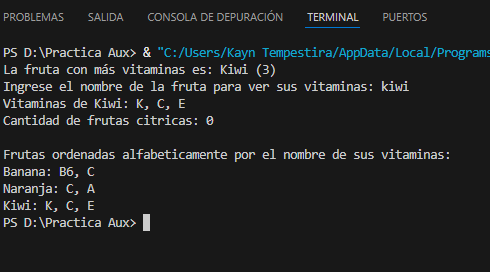 PROBLEMAS SALIDA CONSOLA DE DEPURACIÓN TERMINAL PUERTOS
PS D:\Practica Aux> & "C:/Users/Kayn Tempestira/AppData/Local/Programs
La fruta con más vitaminas es: Kiwi (3)
Ingrese el nombre de la fruta para ver sus vitaminas: kiwi
Vitaminas de Kiwi: K, C, E
Cantidad de frutas citricas: 0
Frutas ordenadas alfabeticamente por el nombre de sus vitaminas:
Banana: B6, C
Naranja: C, A
Kiwi: K, C, E
PS D:\Practica Aux>